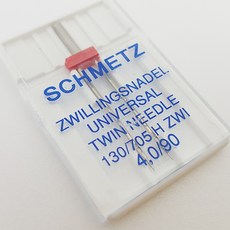 SCHMETZ
ZWILLINGSNADEL
UNIVERSAL
TWIN NEEDLE
130/705 H ZWI
4,0/90